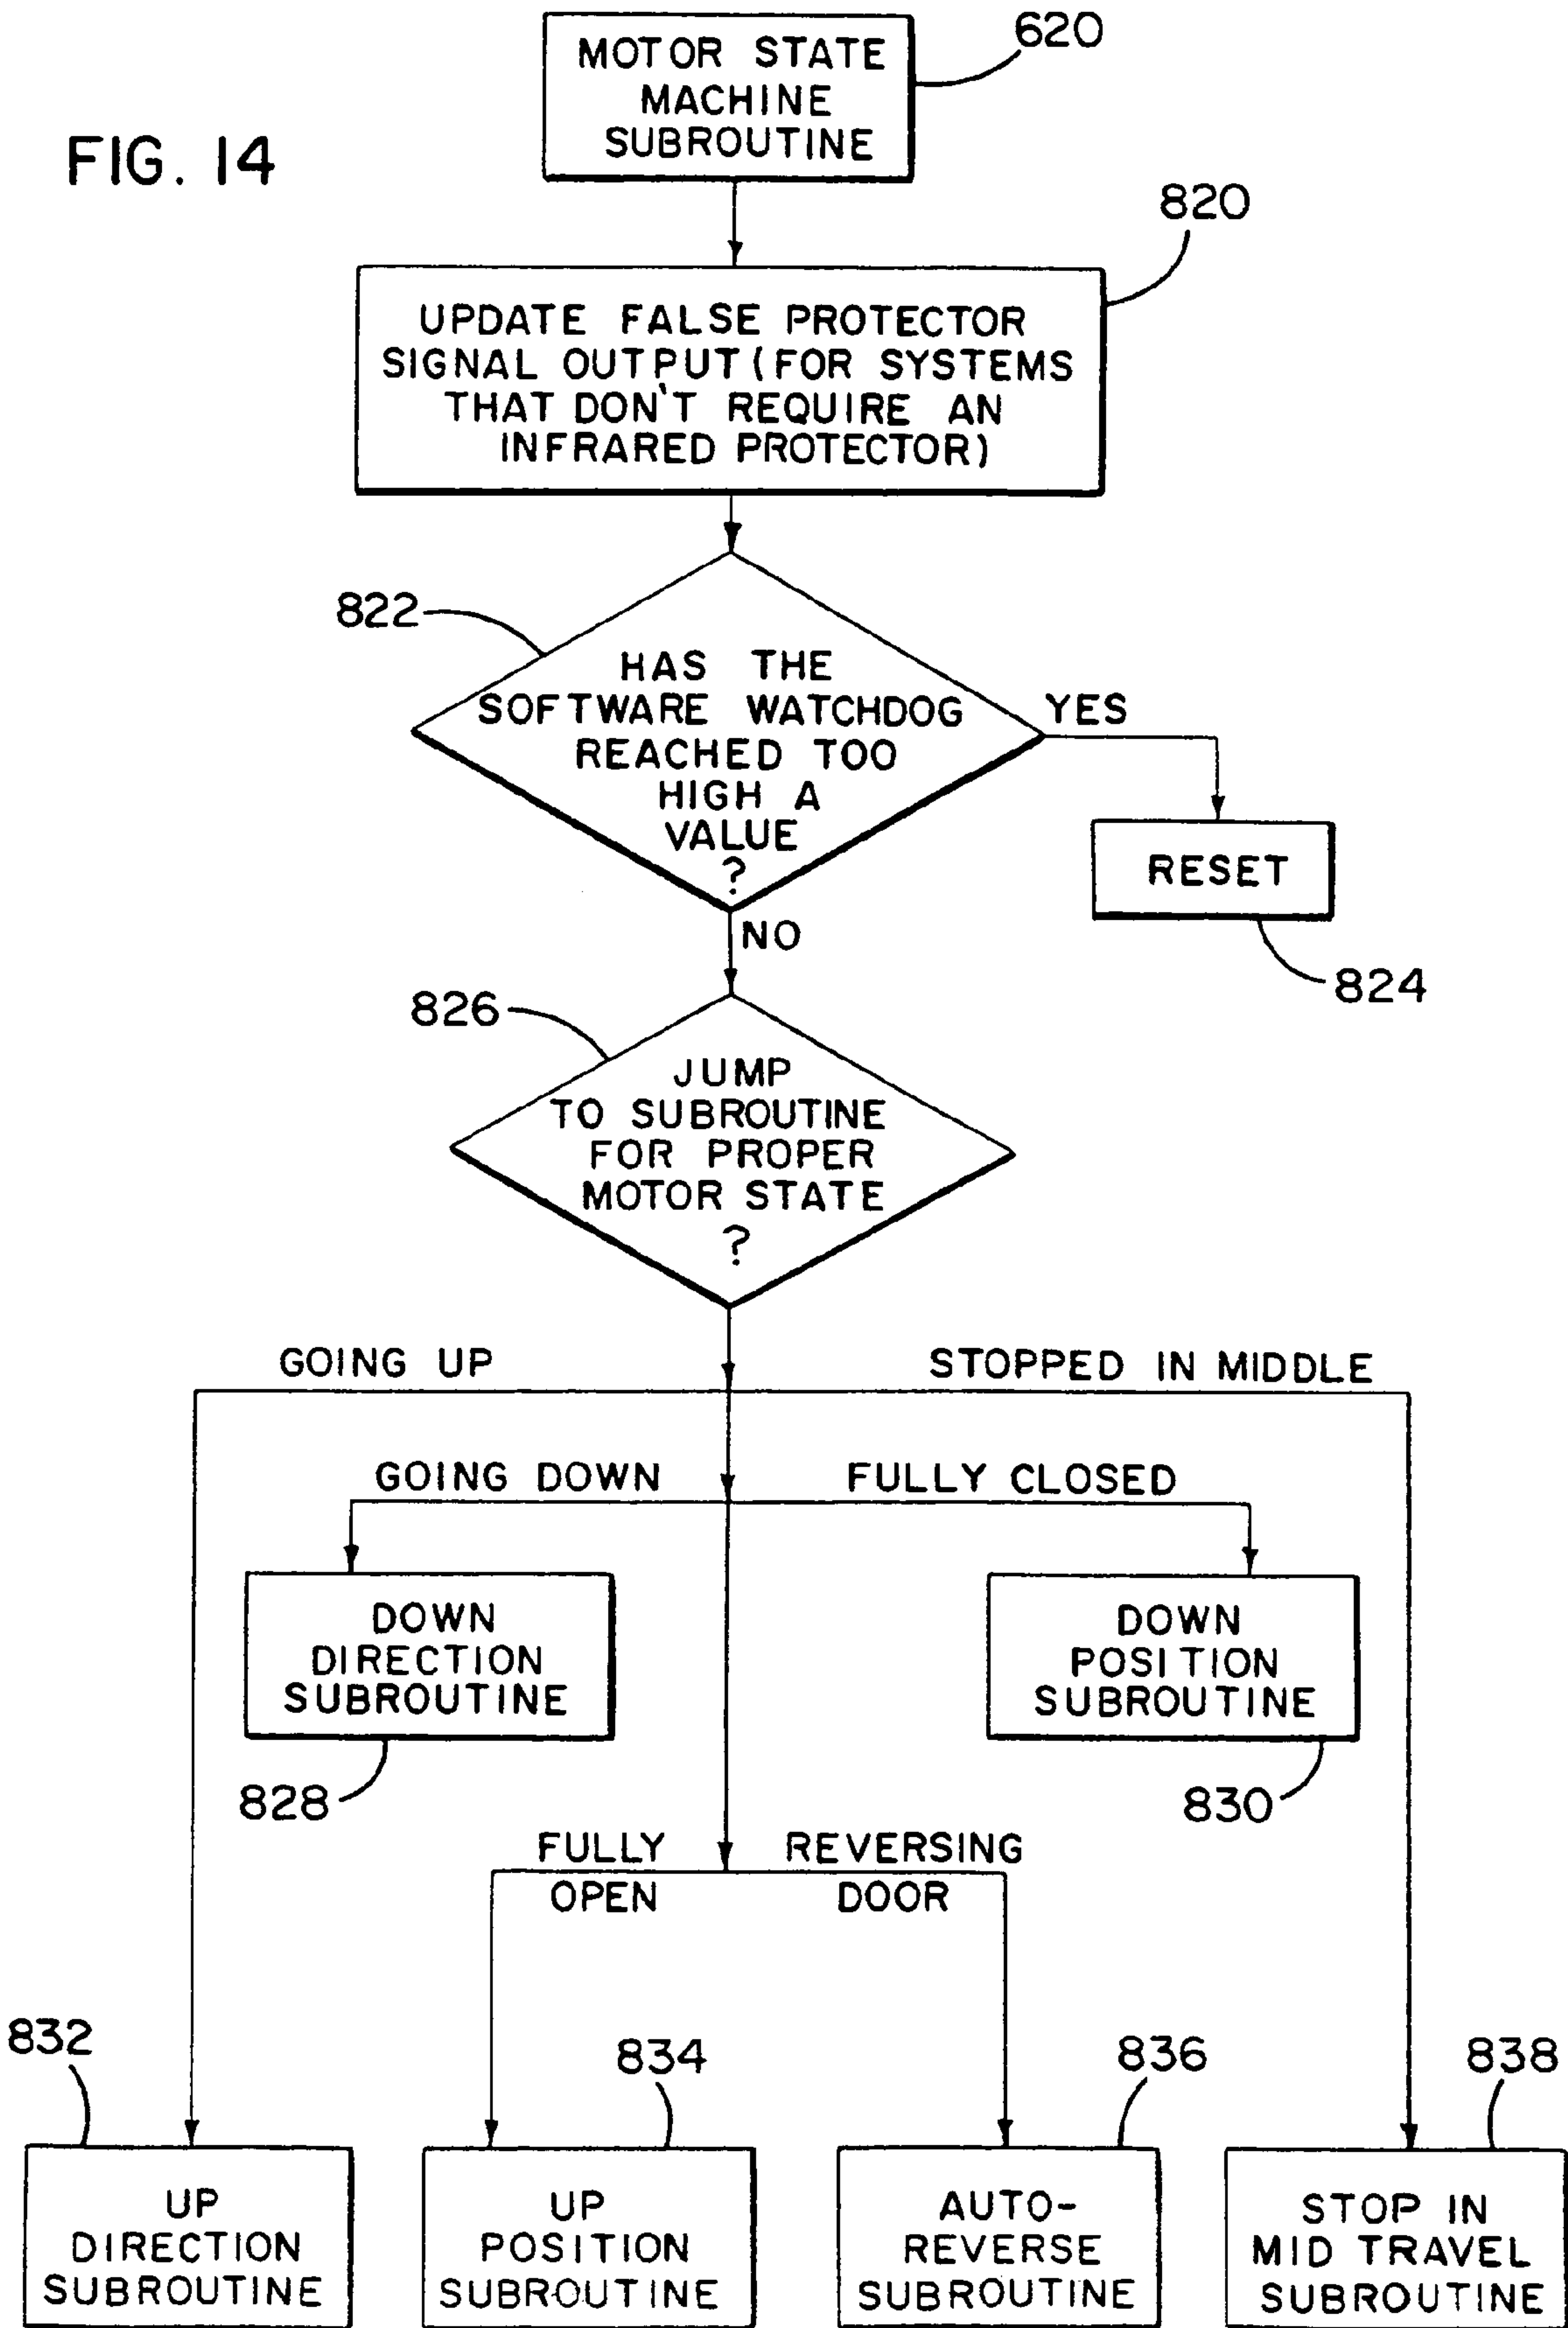 FIG. 14
MOTOR STATE
MACHINE
SUBROUTINE
620
820
UPDATE FALSE PROTECTOR
SIGNAL OUTPUT (FOR SYSTEMS
THAT DON'T REQUIRE AN
INFRARED PROTECTOR)
822
HAS THE
SOFTWARE WATCHDOG
REACHED TOO
HIGH A
VALUE
?
YES
RESET
824
NO
826
JUMP
TO SUBROUTINE
FOR PROPER
MOTOR STATE
?
GOING UP
STOPPED IN MIDDLE
GOING DOWN
FULLY CLOSED
DOWN
DIRECTION
SUBROUTINE
828
DOWN
POSITION
SUBROUTINE
830
FULLY
OPEN
REVERSING
DOOR
832
UP
DIRECTION
SUBROUTINE
834
UP
POSITION
SUBROUTINE
836
AUTO-
REVERSE
SUBROUTINE
838
STOP IN
MID TRAVEL
SUBROUTINE